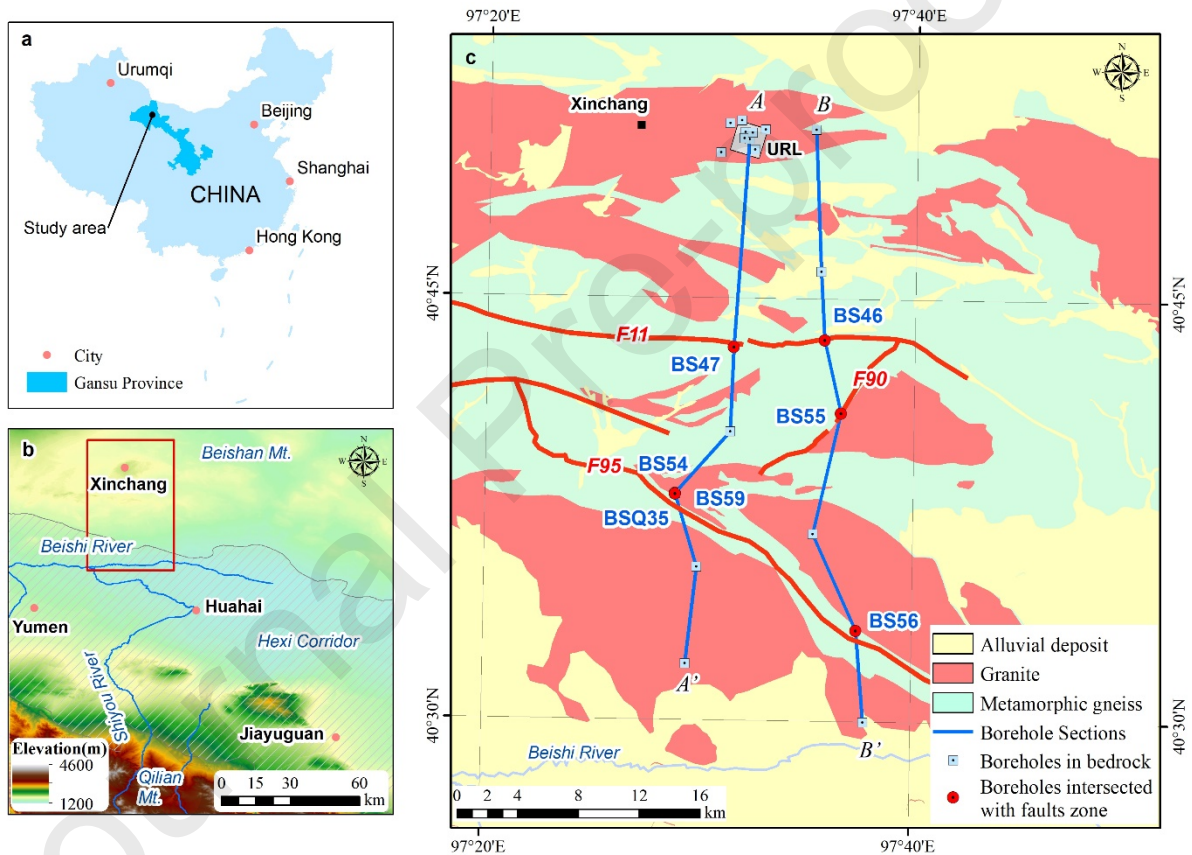 a
Urumqi
Beijing
Shanghai
CHINA
Study area
Hong Kong
City
Gansu Province
b
Beishan Mt.
N
W E
S
Xinchang
Beishi River
Huahai
Yumen
Hexi Corridor
Shiyou River
Jiayuguan
Elevation(m)
4600
1200
Qilian
Mt.
0 15 30 60
km
97°20'E 97°40'E
c
N
W E
S
Xinchang
A B
URL
40°45'N 40°45'N
BS46
F11
BS47
F90
BS55
F95
BS54
BS59
BSQ35
BS56
A'
B'
40°30'N 40°30'N
Beishi River
0 2 4 8 12 16
km
Alluvial deposit
Granite
Metamorphic gneiss
Borehole Sections
Boreholes in bedrock
Boreholes intersected
with faults zone
97°20'E 97°40'E